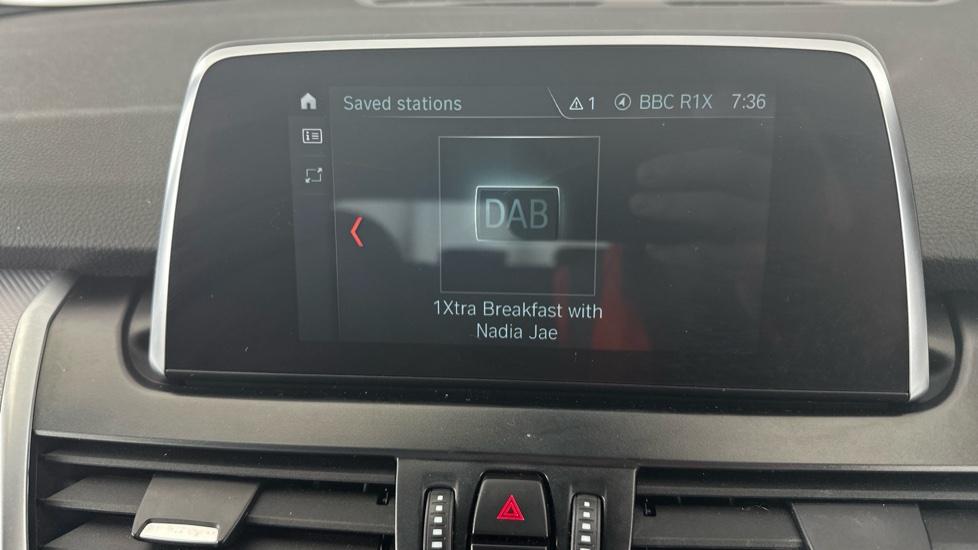 Saved stations
1
BBC R1X
7:36
DAB
1Xtra Breakfast with
Nadia Jae